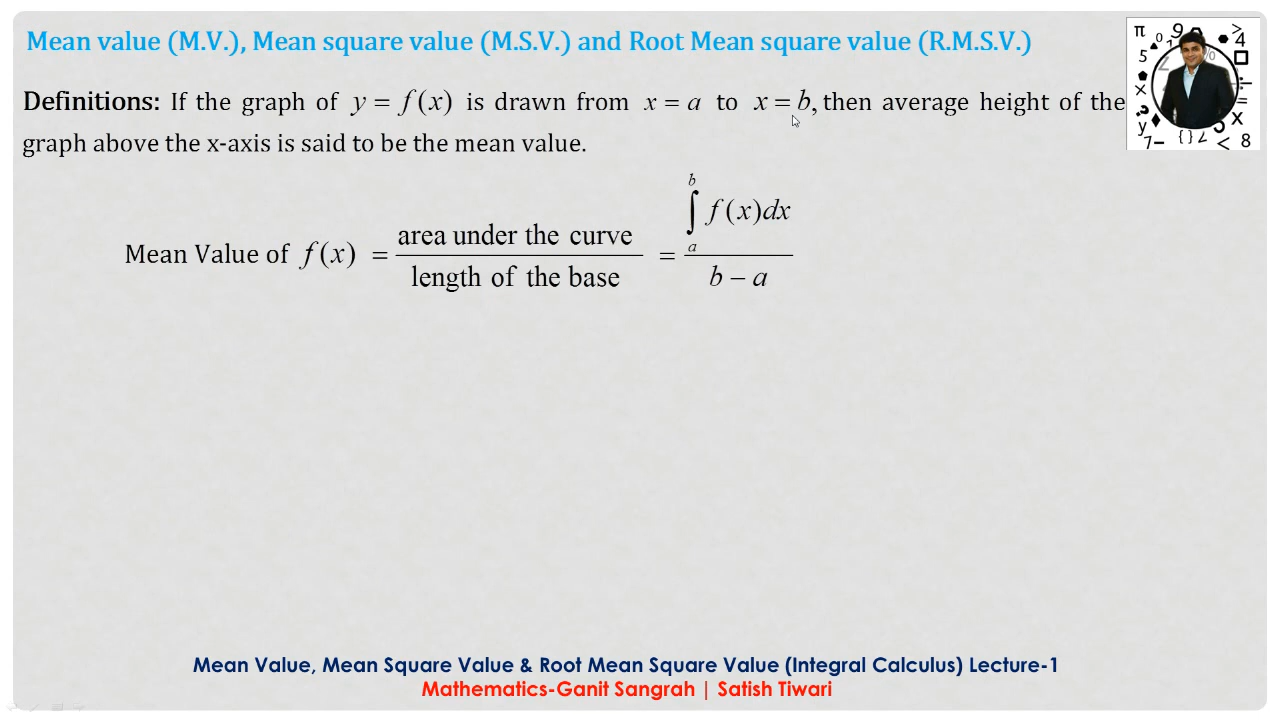 Mean value (M.V.), Mean square value (M.S.V.) and Root Mean square value (R.M.S.V.)
Definitions: If the graph of y = f(x) is drawn from x = a to x = b, then average height of the
graph above the x-axis is said to be the mean value.
Mean Value of f(x) = area under the curve / length of the base = ∫_a^b f(x)dx / b − a
Mean Value, Mean Square Value & Root Mean Square Value (Integral Calculus) Lecture-1
Mathematics-Ganit Sangrah | Satish Tiwari